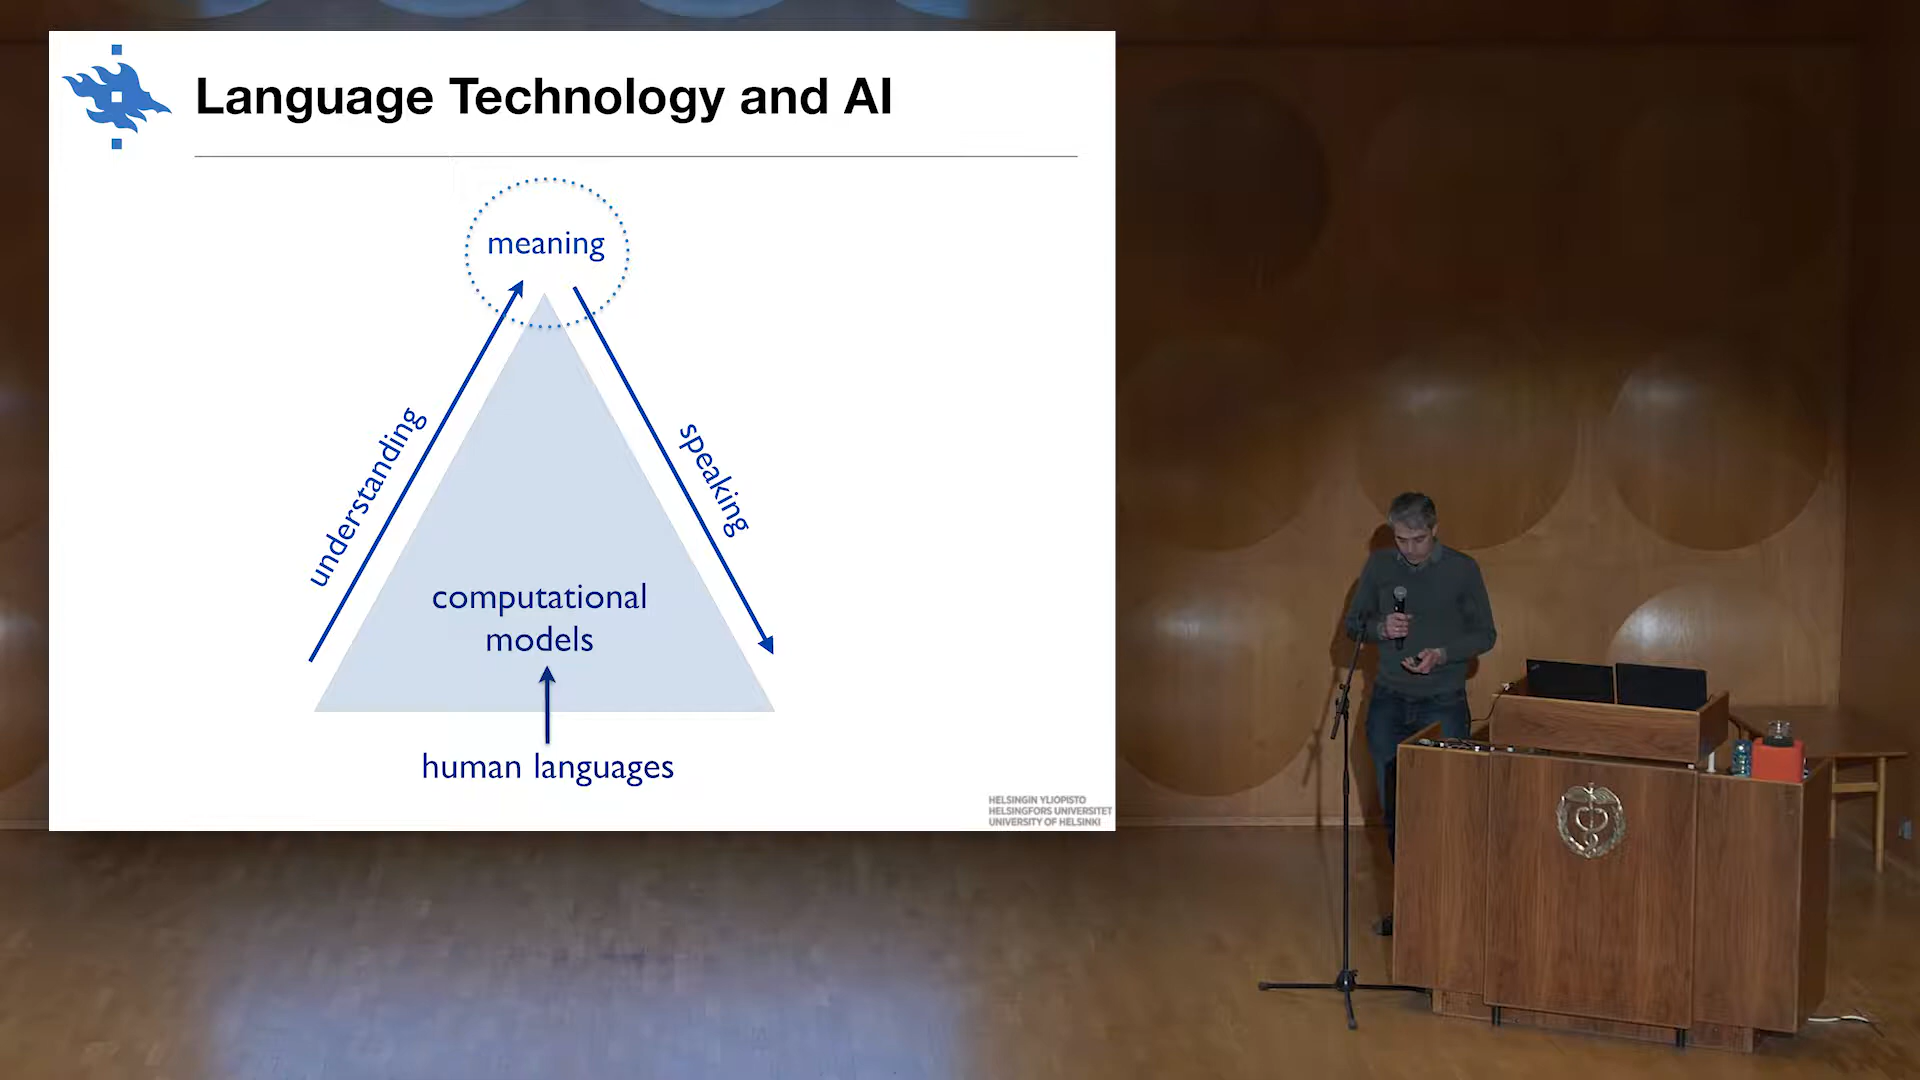 Language Technology and AI
meaning
understanding
speaking
computational
models
human languages
HELSINGIN YLIOPISTO
HELSINGFORS UNIVERSITET
UNIVERSITY OF HELSINKI